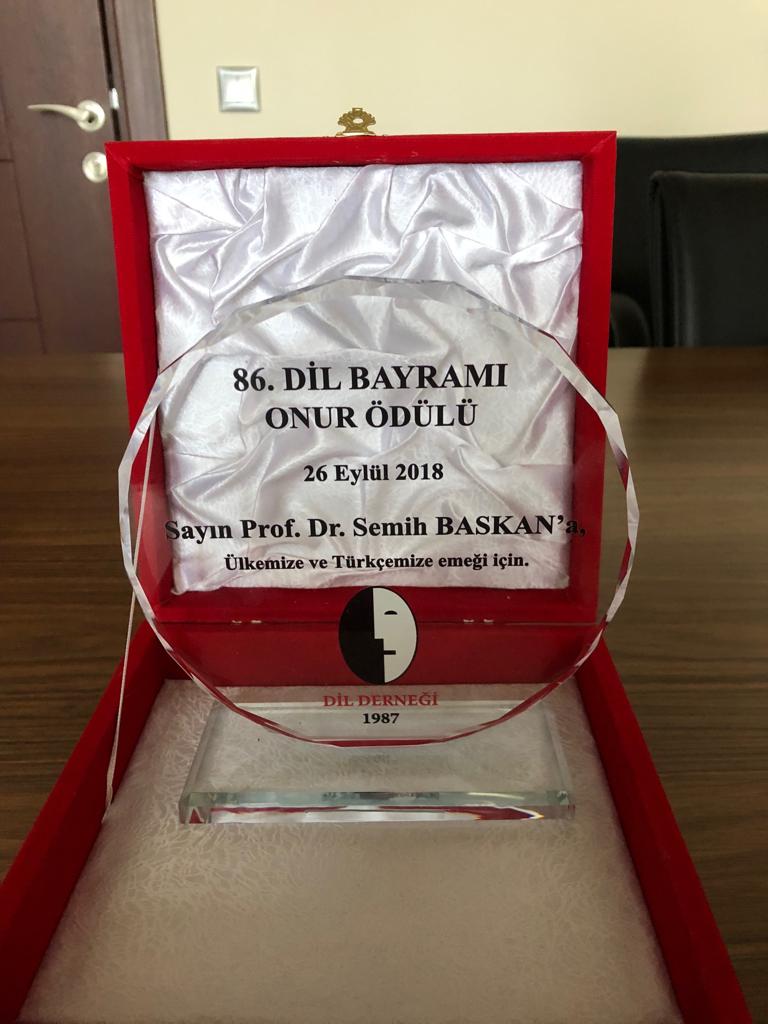 86. DİL BAYRAMI
ONUR ÖDÜLÜ
26 Eylül 2018
Sayın Prof. Dr. Semih BASKAN'a,
Ülkemize ve Türkçemize emeği için.
DİL DERNEĞİ
1987